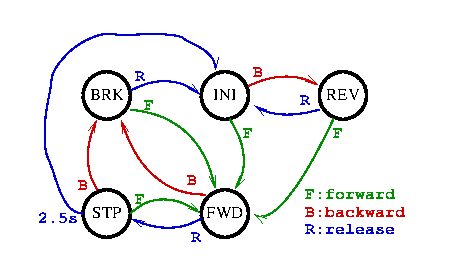 B
R
BRK
INI
REV
F
R
F
F
B
B
F
STP
FWD
2.5s
R
F:forward
B:backward
R:release